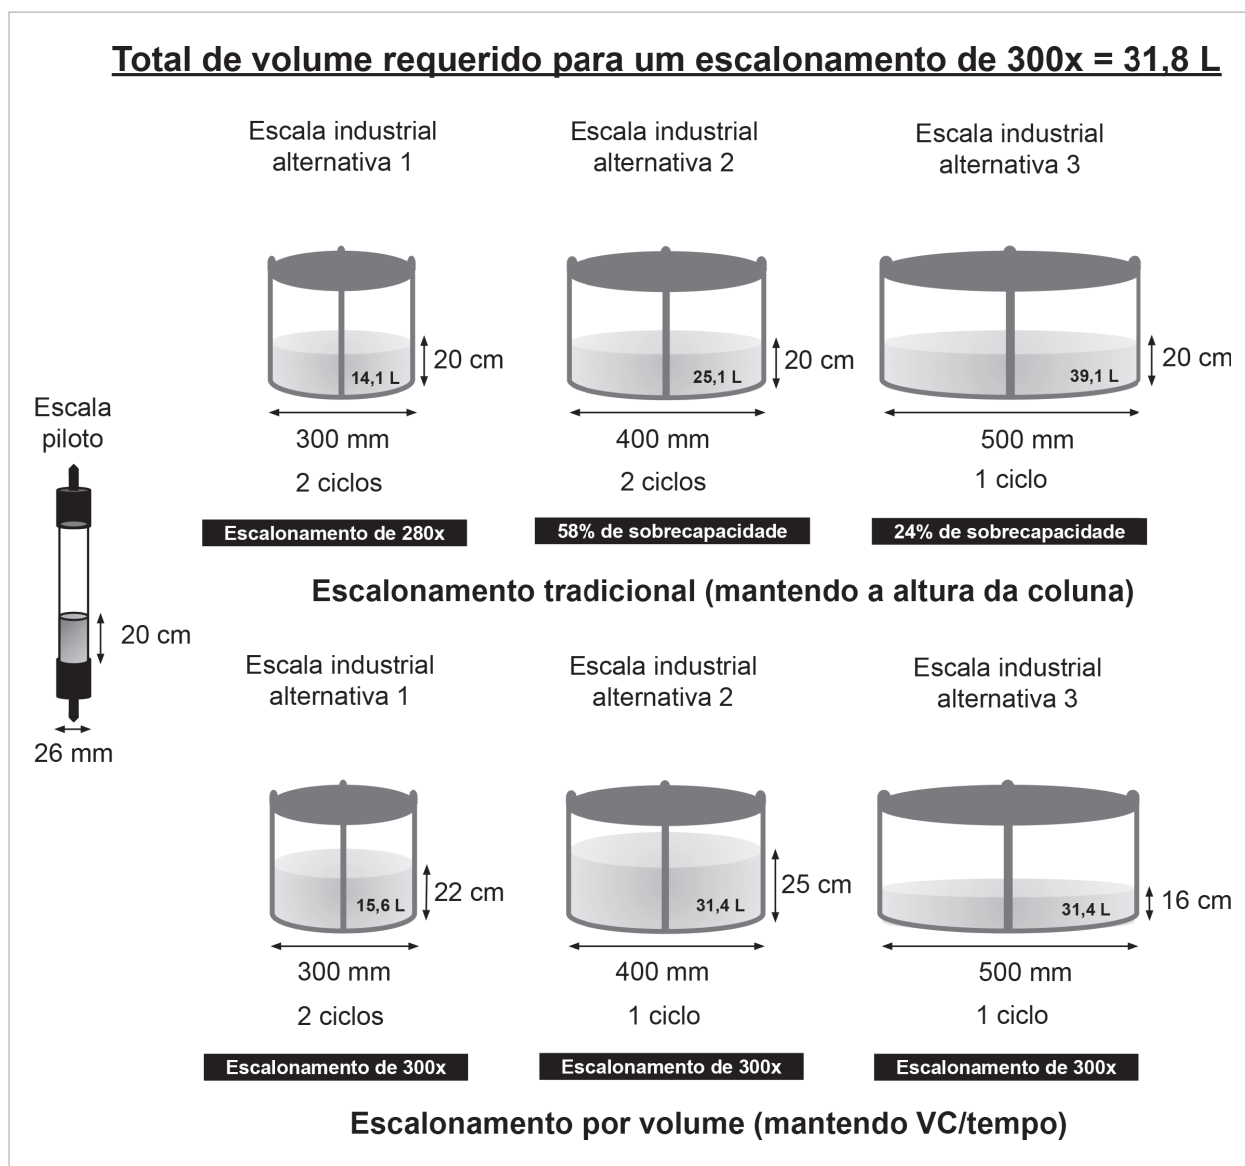 Total de volume requerido para um escalonamento de 300x = 31,8 L
Escala industrial
alternativa 1
Escala industrial
alternativa 2
Escala industrial
alternativa 3
14,1 L
20 cm
300 mm
2 ciclos
Escalonamento de 280x
25,1 L
20 cm
400 mm
2 ciclos
58% de sobrecapacidade
39,1 L
20 cm
500 mm
1 ciclo
24% de sobrecapacidade
Escalonamento tradicional (mantendo a altura da coluna)
Escala
piloto
20 cm
26 mm
Escala industrial
alternativa 1
Escala industrial
alternativa 2
Escala industrial
alternativa 3
15,6 L
22 cm
300 mm
2 ciclos
Escalonamento de 300x
31,4 L
25 cm
400 mm
1 ciclo
Escalonamento de 300x
31,4 L
16 cm
500 mm
1 ciclo
Escalonamento de 300x
Escalonamento por volume (mantendo VC/tempo)